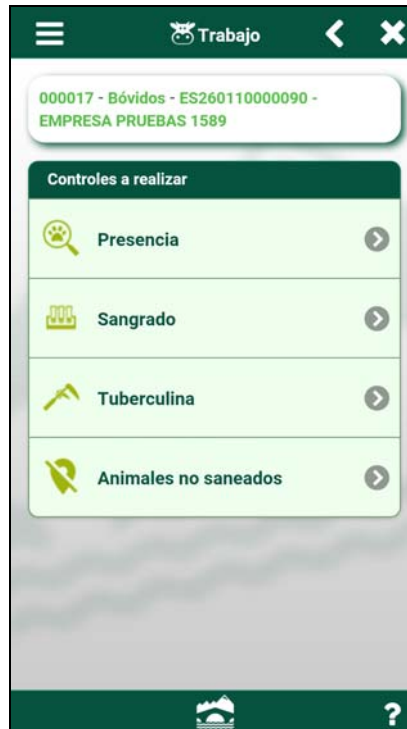 Trabajo
000017 - Bóvidos - ES260110000090 -
EMPRESA PRUEBAS 1589
Controles a realizar
Presencia
Sangrado
Tuberculina
Animales no saneados
?